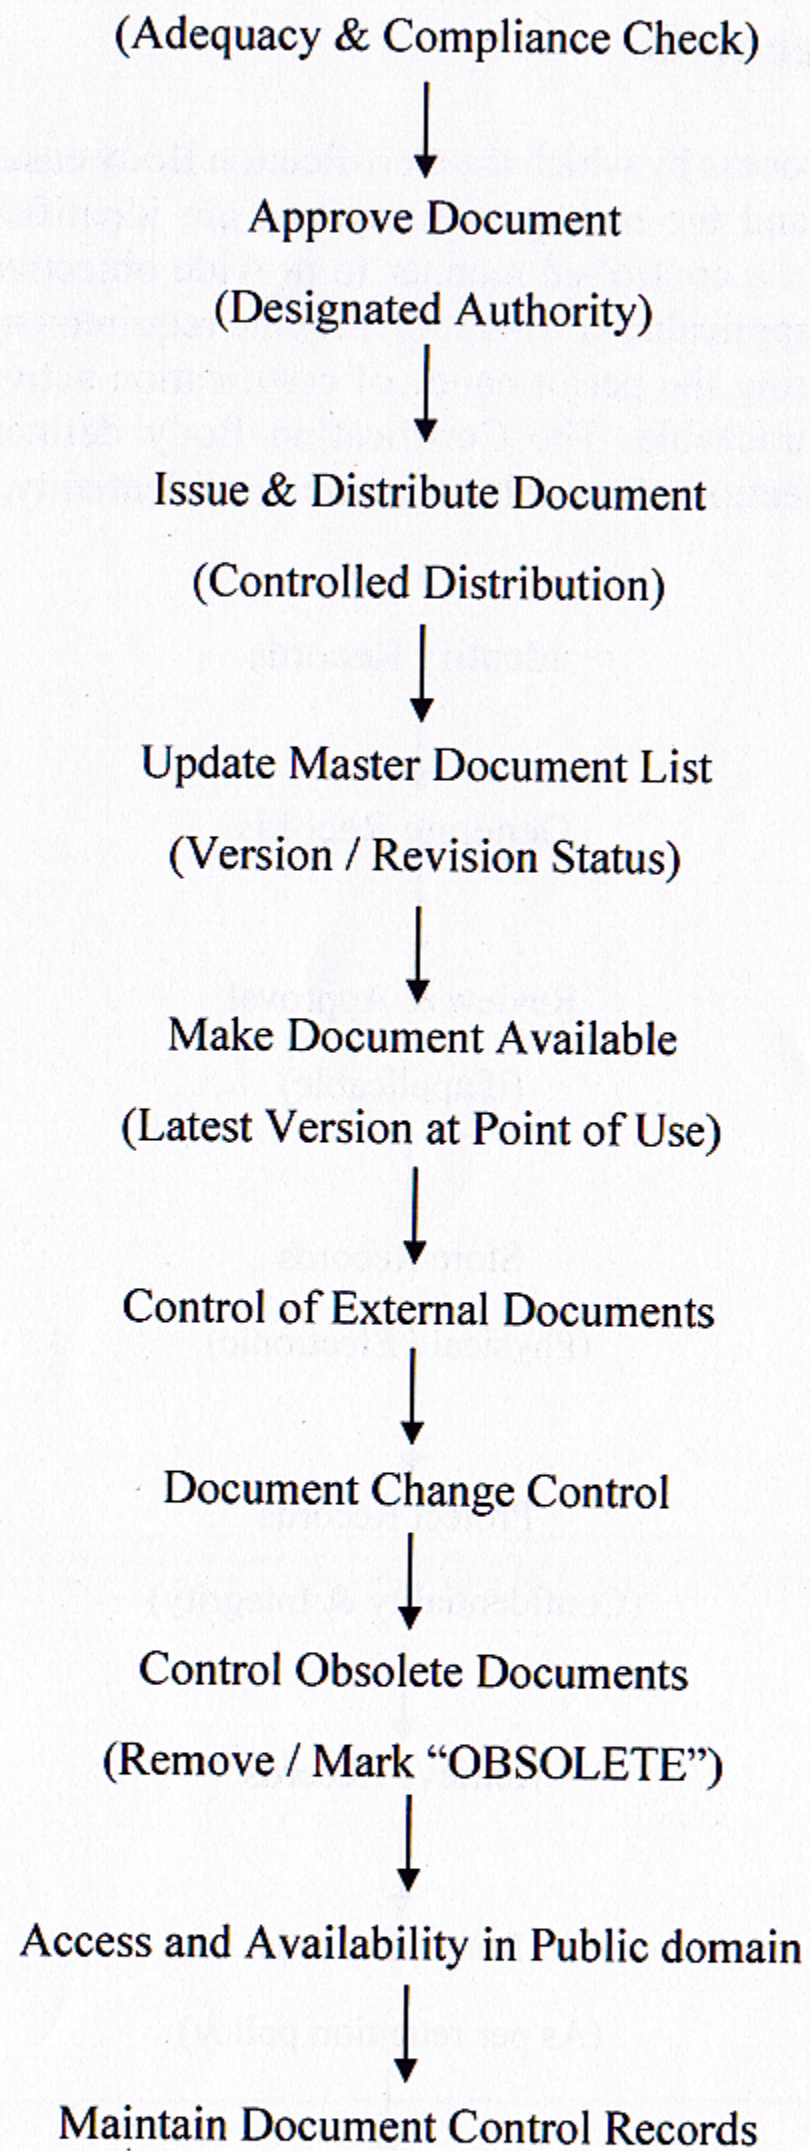 (Adequacy & Compliance Check)
Approve Document
(Designated Authority)
Issue & Distribute Document
(Controlled Distribution)
Update Master Document List
(Version / Revision Status)
Make Document Available
(Latest Version at Point of Use)
Control of External Documents
Document Change Control
Control Obsolete Documents
(Remove / Mark “OBSOLETE”)
Access and Availability in Public domain
Maintain Document Control Records